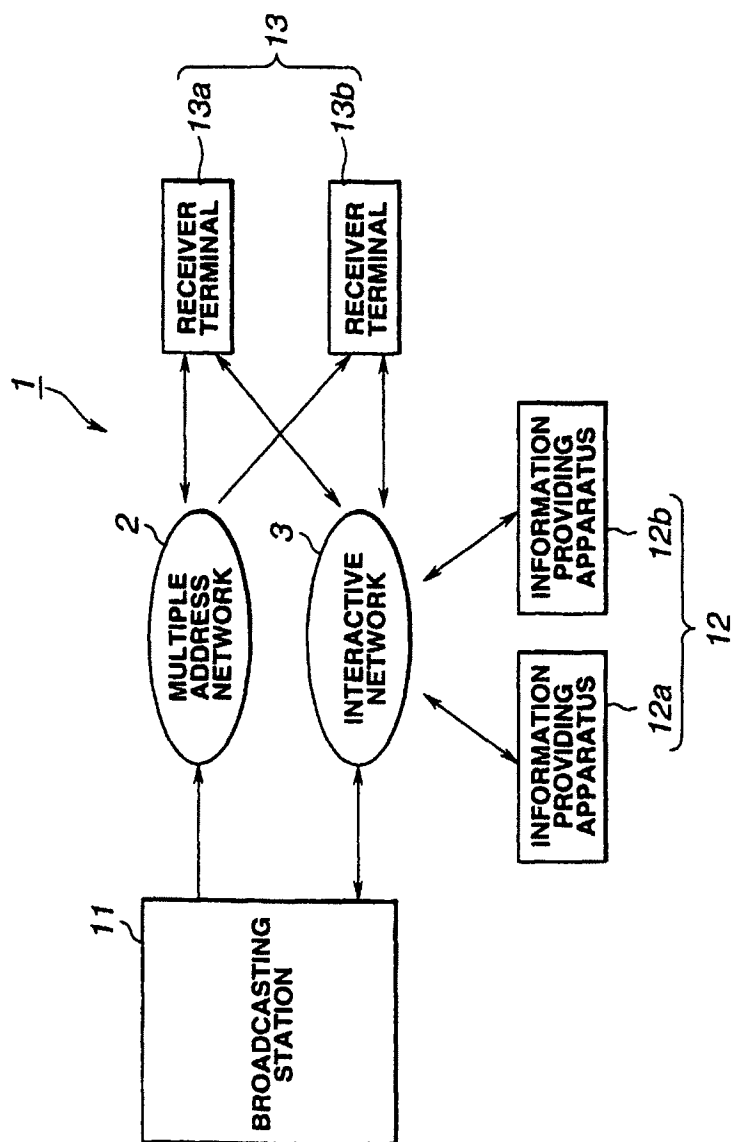 1
11
BROADCASTING
STATION
2
MULTIPLE
ADDRESS
NETWORK
3
INTERACTIVE
NETWORK
RECEIVER
TERMINAL
13a
RECEIVER
TERMINAL
13b
13
INFORMATION
PROVIDING
APPARATUS
12a
INFORMATION
PROVIDING
APPARATUS
12b
12